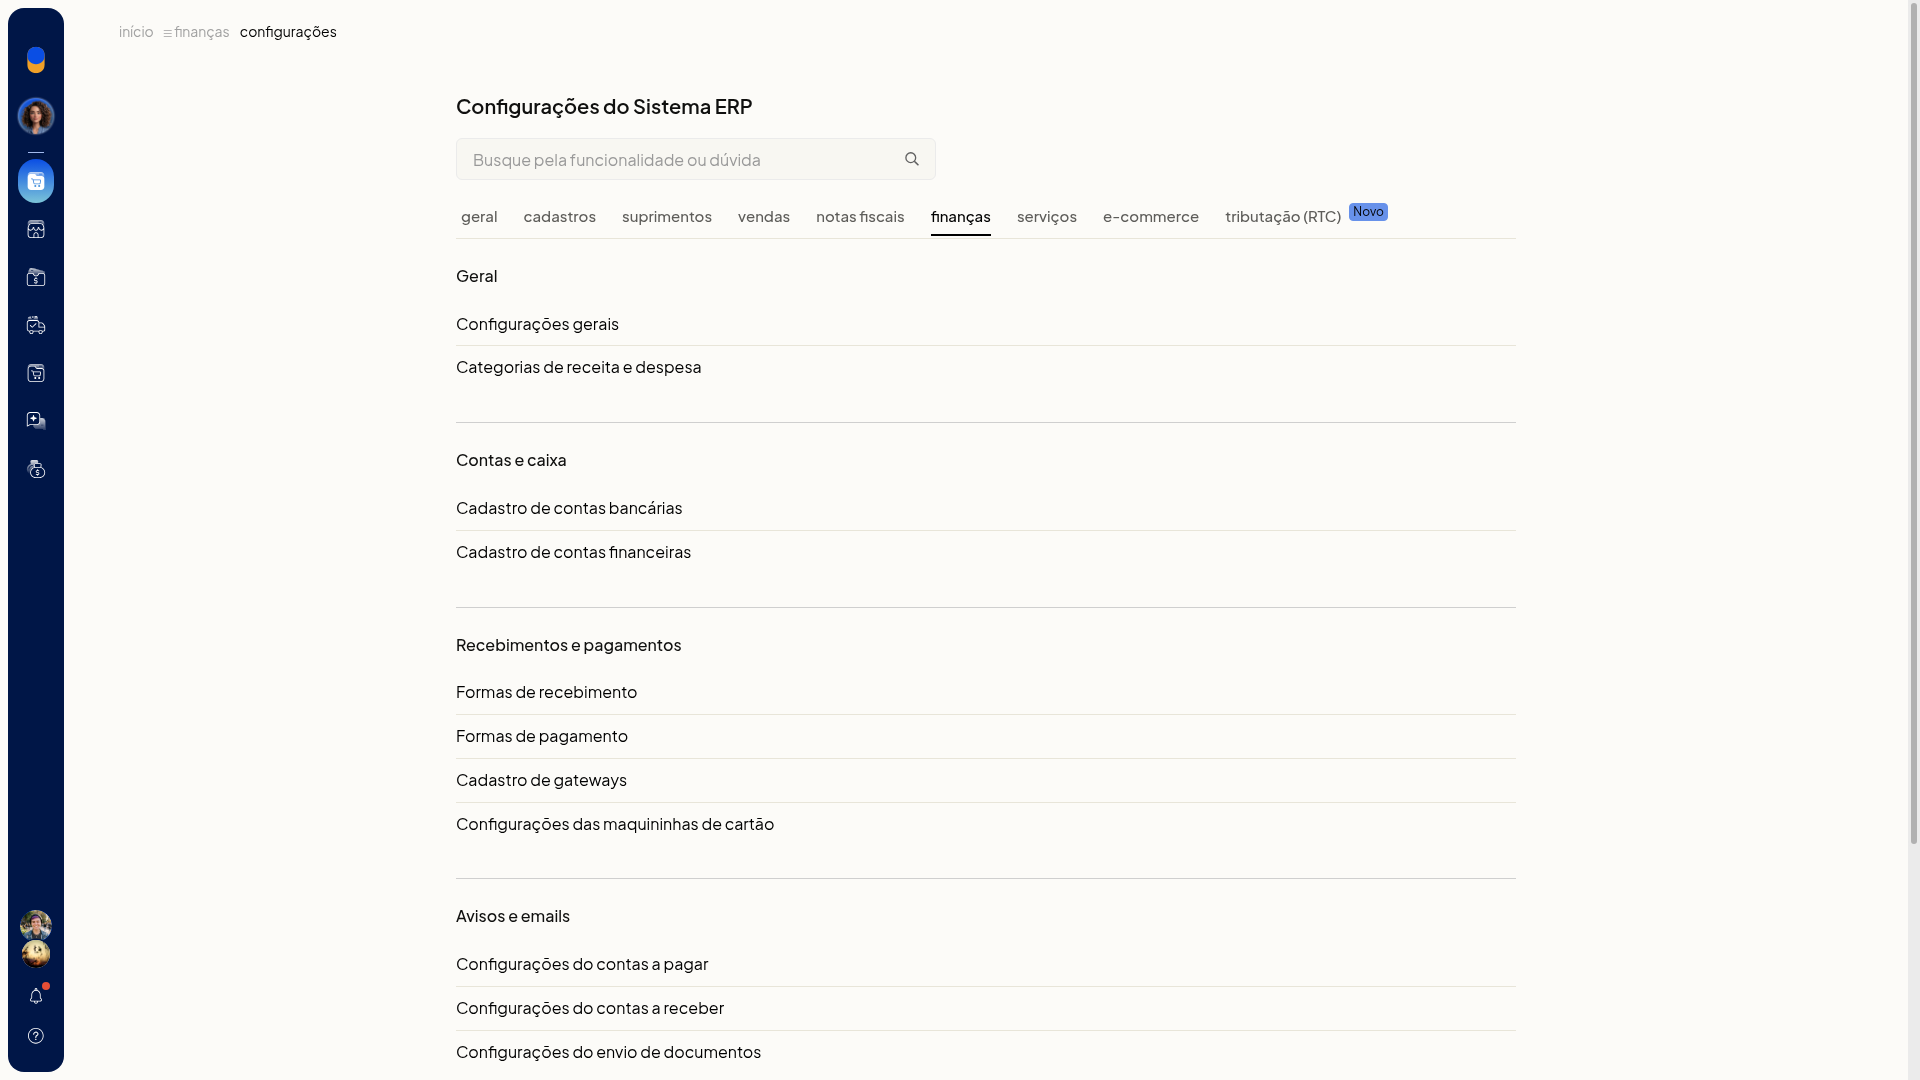 início finanças configurações
Configurações do Sistema ERP
Busque pela funcionalidade ou dúvida
geral cadastros suprimentos vendas notas fiscais finanças serviços e-commerce tributação (RTC) Novo
Geral
Configurações gerais
Categorias de receita e despesa
Contas e caixa
Cadastro de contas bancárias
Cadastro de contas financeiras
Recebimentos e pagamentos
Formas de recebimento
Formas de pagamento
Cadastro de gateways
Configurações das maquininhas de cartão
Avisos e emails
Configurações do contas a pagar
Configurações do contas a receber
Configurações do envio de documentos